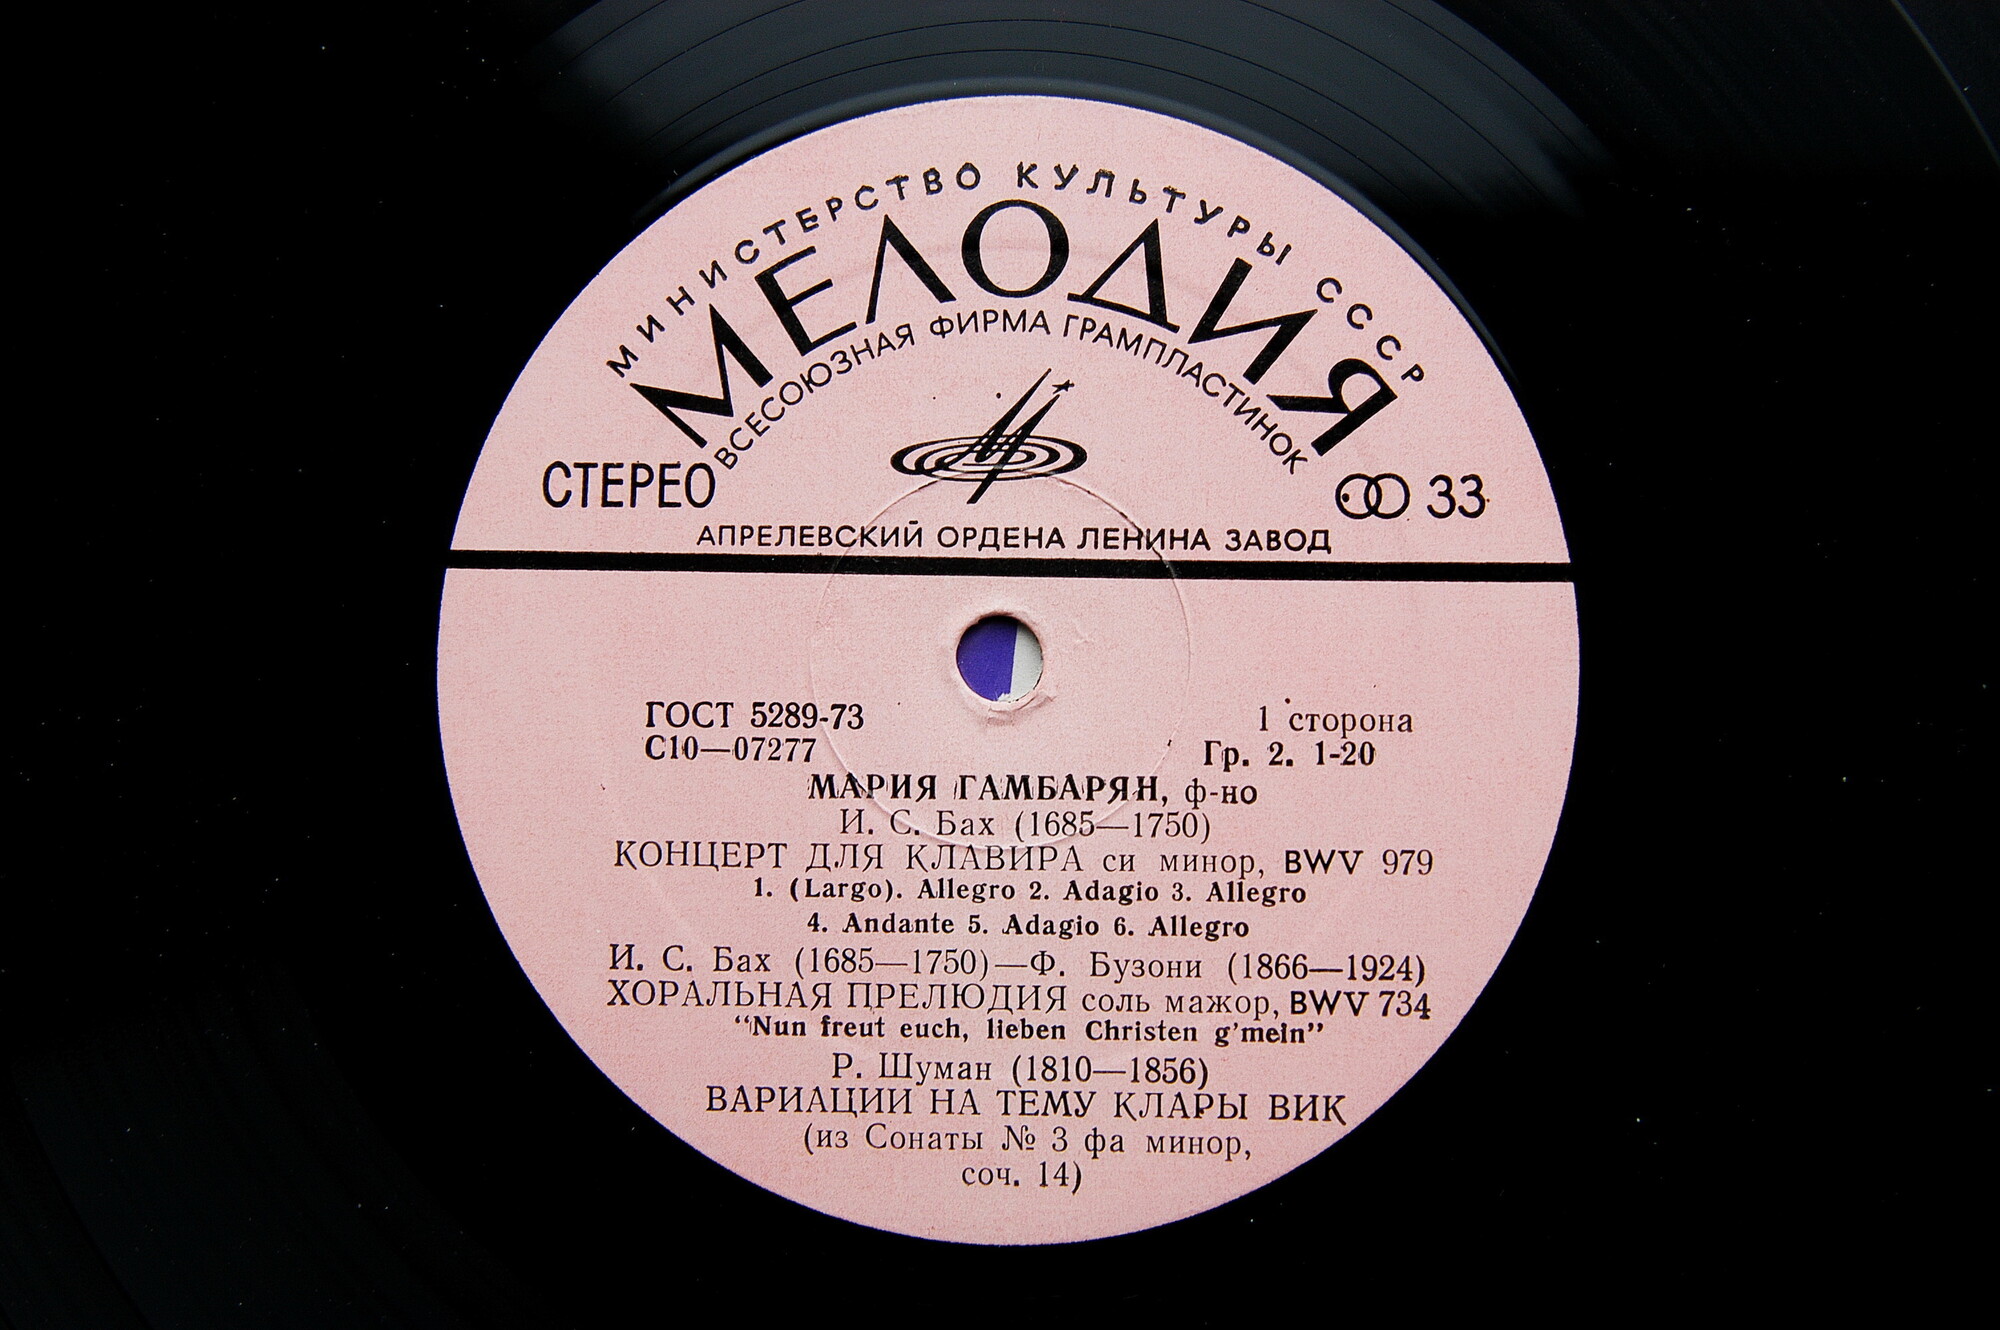 МИНИСТЕРСТВО КУЛЬТУРЫ СССР
МЕЛОДИЯ
ВСЕСОЮЗНАЯ ФИРМА ГРАМПЛАСТИНОК
СТЕРЕО
33
АПРЕЛЕВСКИЙ ОРДЕНА ЛЕНИНА ЗАВОД
ГОСТ 5289-73
1 сторона
С10—07277
Гр. 2. 1-20
МАРИЯ ГАМБАРЯН, ф-но
И. С. Бах (1685—1750)
КОНЦЕРТ ДЛЯ КЛАВИРА си минор, BWV 979
1. (Largo). Allegro 2. Adagio 3. Allegro
4. Andante 5. Adagio 6. Allegro
И. С. Бах (1685—1750)—Ф. Бузони (1866—1924)
ХОРАЛЬНАЯ ПРЕЛЮДИЯ соль мажор, BWV 734
“Nun freut euch, lieben Christen g’mein”
Р. Шуман (1810—1856)
ВАРИАЦИИ НА ТЕМУ КЛАРЫ ВИК
(из Сонаты № 3 фа минор,
соч. 14)